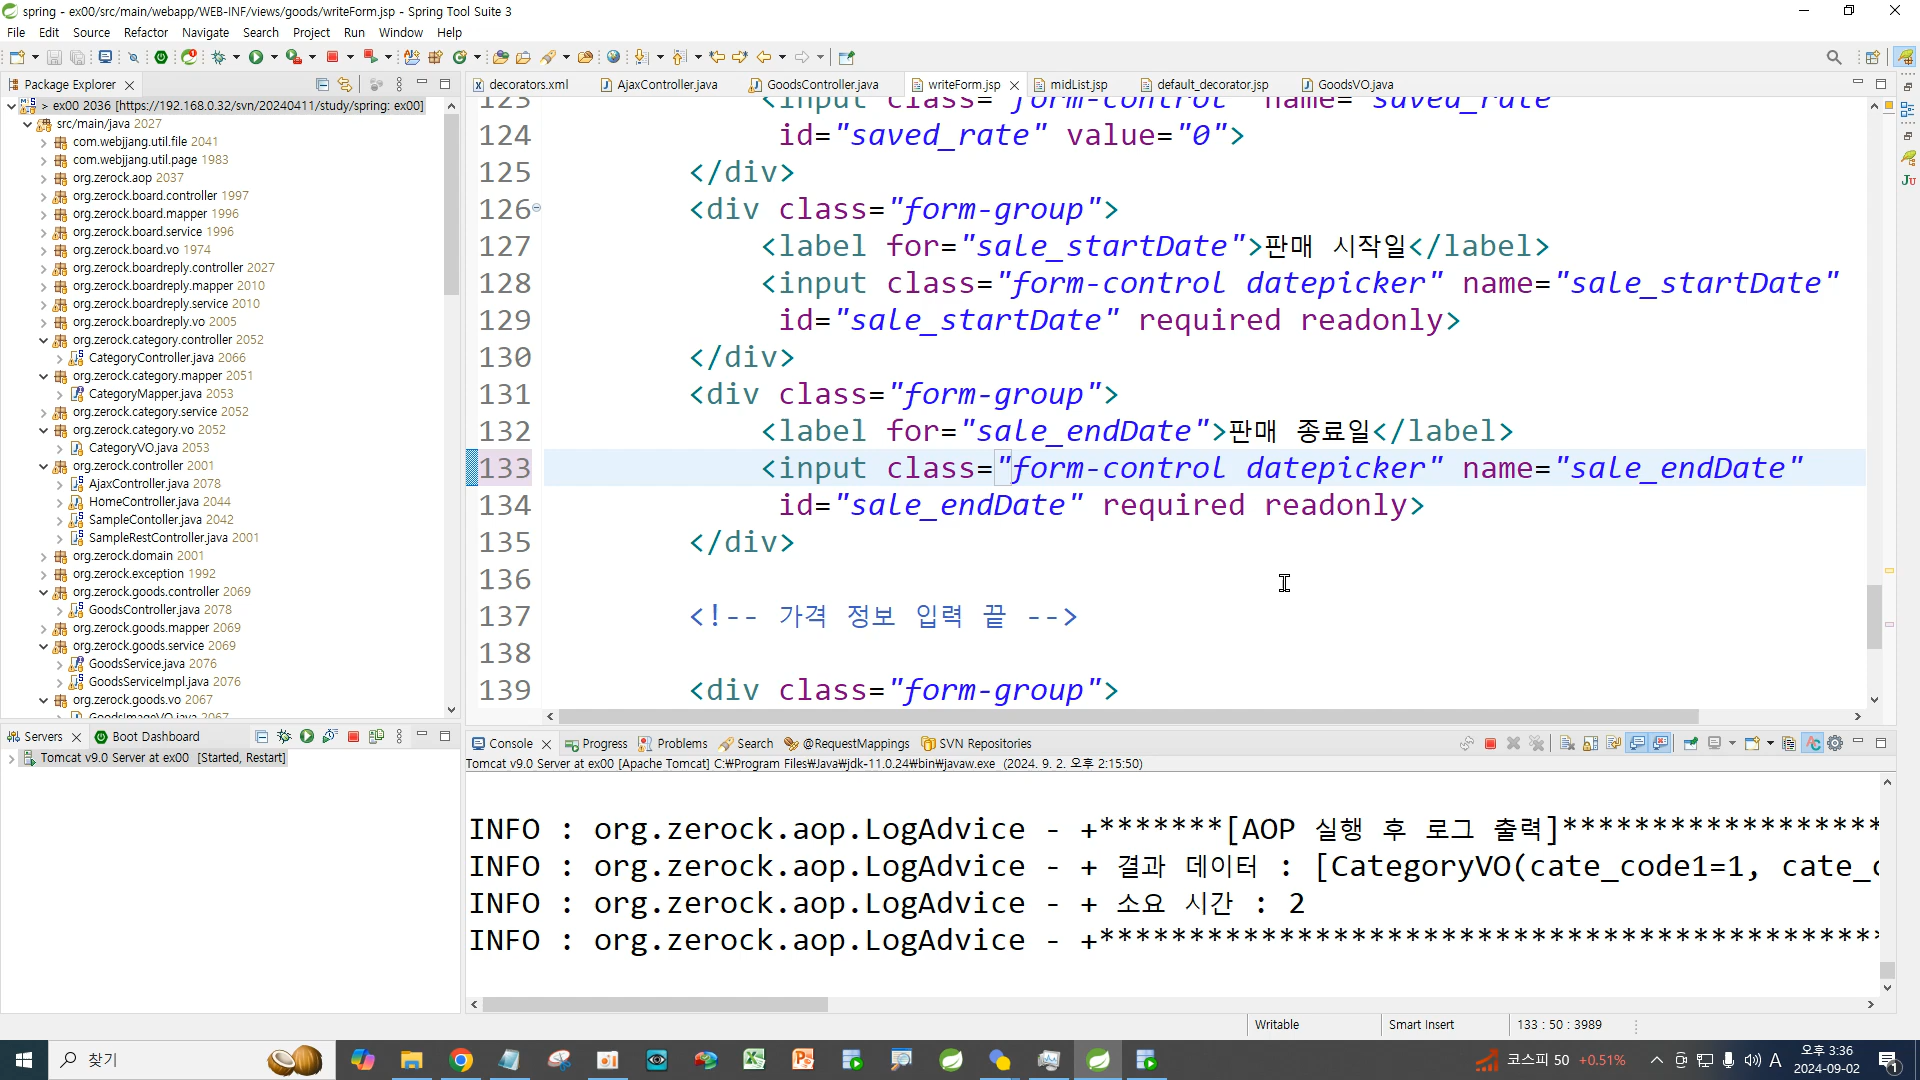 spring - ex00/src/main/webapp/WEB-INF/views/goods/writeForm.jsp - Spring Tool Suite 3
File Edit Source Refactor Navigate Search Project Run Window Help
Package Explorer
> ex00 2036 [https://192.168.0.32/svn/20240411/study/spring: ex00]
src/main/java 2027
com.webjjang.util.file 2041
com.webjjang.util.page 1983
org.zerock.aop 2037
org.zerock.board.controller 1997
org.zerock.board.mapper 1996
org.zerock.board.service 1996
org.zerock.board.vo 1974
org.zerock.boardreply.controller 2027
org.zerock.boardreply.mapper 2010
org.zerock.boardreply.service 2010
org.zerock.boardreply.vo 2005
org.zerock.category.controller 2052
CategoryController.java 2066
org.zerock.category.mapper 2051
CategoryMapper.java 2053
org.zerock.category.service 2052
org.zerock.category.vo 2052
CategoryVO.java 2053
org.zerock.controller 2001
AjaxController.java 2078
HomeController.java 2044
SampleContoller.java 2042
SampleRestController.java 2001
org.zerock.domain 2001
org.zerock.exception 1992
org.zerock.goods.controller 2069
GoodsController.java 2078
org.zerock.goods.mapper 2069
org.zerock.goods.service 2069
GoodsService.java 2076
GoodsServiceImpl.java 2076
org.zerock.goods.vo 2067
GoodsImageVO.java 2067
decorators.xml AjaxController.java GoodsController.java writeForm.jsp midList.jsp default_decorator.jsp GoodsVO.java
123 <input class="form-control" name="saved_rate"
124 id="saved_rate" value="0">
125 </div>
126 <div class="form-group">
127 <label for="sale_startDate">판매 시작일</label>
128 <input class="form-control datepicker" name="sale_startDate"
129 id="sale_startDate" required readonly>
130 </div>
131 <div class="form-group">
132 <label for="sale_endDate">판매 종료일</label>
133 <input class="form-control datepicker" name="sale_endDate"
134 id="sale_endDate" required readonly>
135 </div>
136
137 <!-- 가격 정보 입력 끝 -->
138
139 <div class="form-group">
Servers Boot Dashboard
Tomcat v9.0 Server at ex00 [Started, Restart]
Console Progress Problems Search @RequestMappings SVN Repositories
Tomcat v9.0 Server at ex00 [Apache Tomcat] C:₩Program Files₩Java₩jdk-11.0.24₩bin₩javaw.exe (2024. 9. 2. 오후 2:15:50)
INFO : org.zerock.aop.LogAdvice - +*******[AOP 실행 후 로그 출력]******************
INFO : org.zerock.aop.LogAdvice - + 결과 데이터 : [CategoryVO(cate_code1=1, cate_c
INFO : org.zerock.aop.LogAdvice - + 소요 시간 : 2
INFO : org.zerock.aop.LogAdvice - +********************************************
Writable Smart Insert 133 : 50 : 3989
찾기
코스피 50 +0.51%
A
오후 3:36
2024-09-02
1